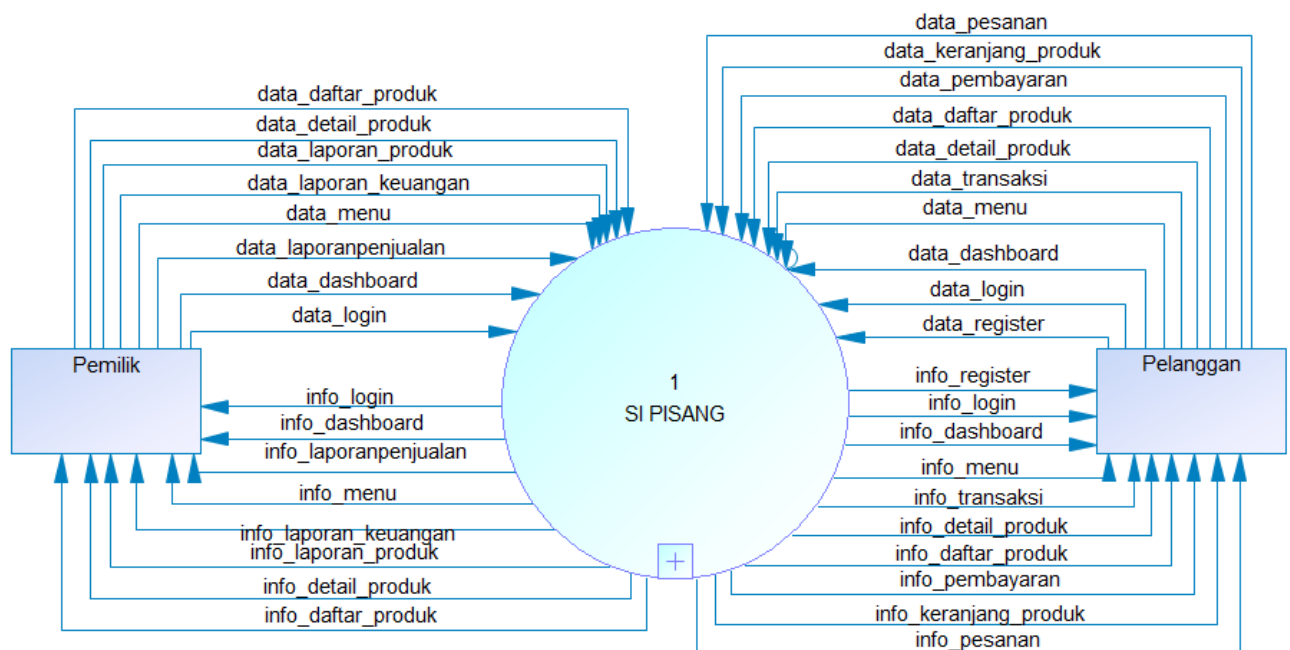 data_pesanan
data_keranjang_produk
data_pembayaran
data_daftar_produk
data_detail_produk
data_transaksi
data_menu
data_dashboard
data_login
data_register
data_daftar_produk
data_detail_produk
data_laporan_produk
data_laporan_keuangan
data_menu
data_laporanpenjualan
data_dashboard
data_login
Pemilik
1
SI PISANG
Pelanggan
info_login
info_dashboard
info_laporanpenjualan
info_menu
info_laporan_keuangan
info_laporan_produk
info_detail_produk
info_daftar_produk
info_register
info_login
info_dashboard
info_menu
info_transaksi
info_detail_produk
info_daftar_produk
info_pembayaran
info_keranjang_produk
info_pesanan